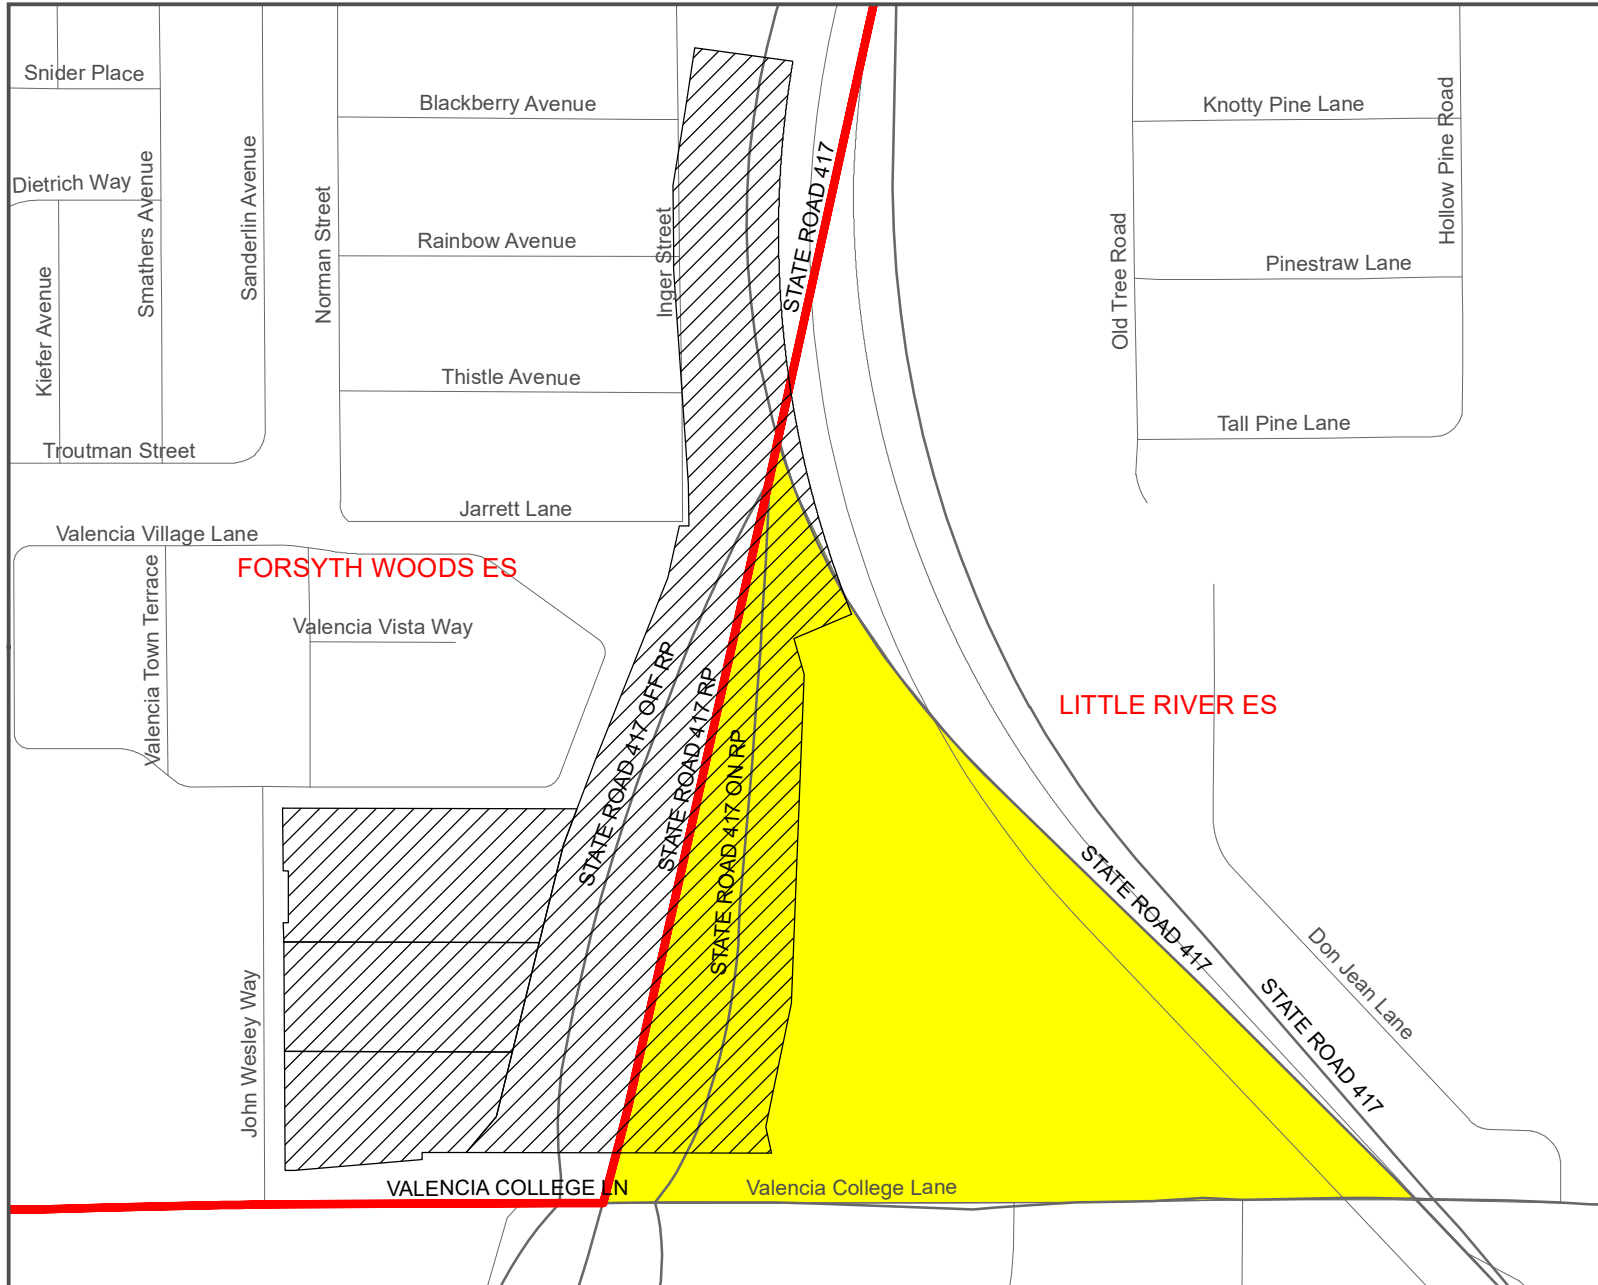 Snider Place
Blackberry Avenue
Knotty Pine Lane
Hollow Pine Road
STATE ROAD 417
Dietrich Way
Smathers Avenue
Sanderlin Avenue
Norman Street
Inger Street
Rainbow Avenue
Old Tree Road
Pinestraw Lane
Kiefer Avenue
Thistle Avenue
Tall Pine Lane
Troutman Street
Jarrett Lane
Valencia Village Lane
FORSYTH WOODS ES
Valencia Town Terrace
Valencia Vista Way
LITTLE RIVER ES
STATE ROAD 417 OFF RP
STATE ROAD 417 RP
STATE ROAD 417 ON RP
STATE ROAD 417
STATE ROAD 417
Don Jean Lane
John Wesley Way
VALENCIA COLLEGE LN
Valencia College Lane